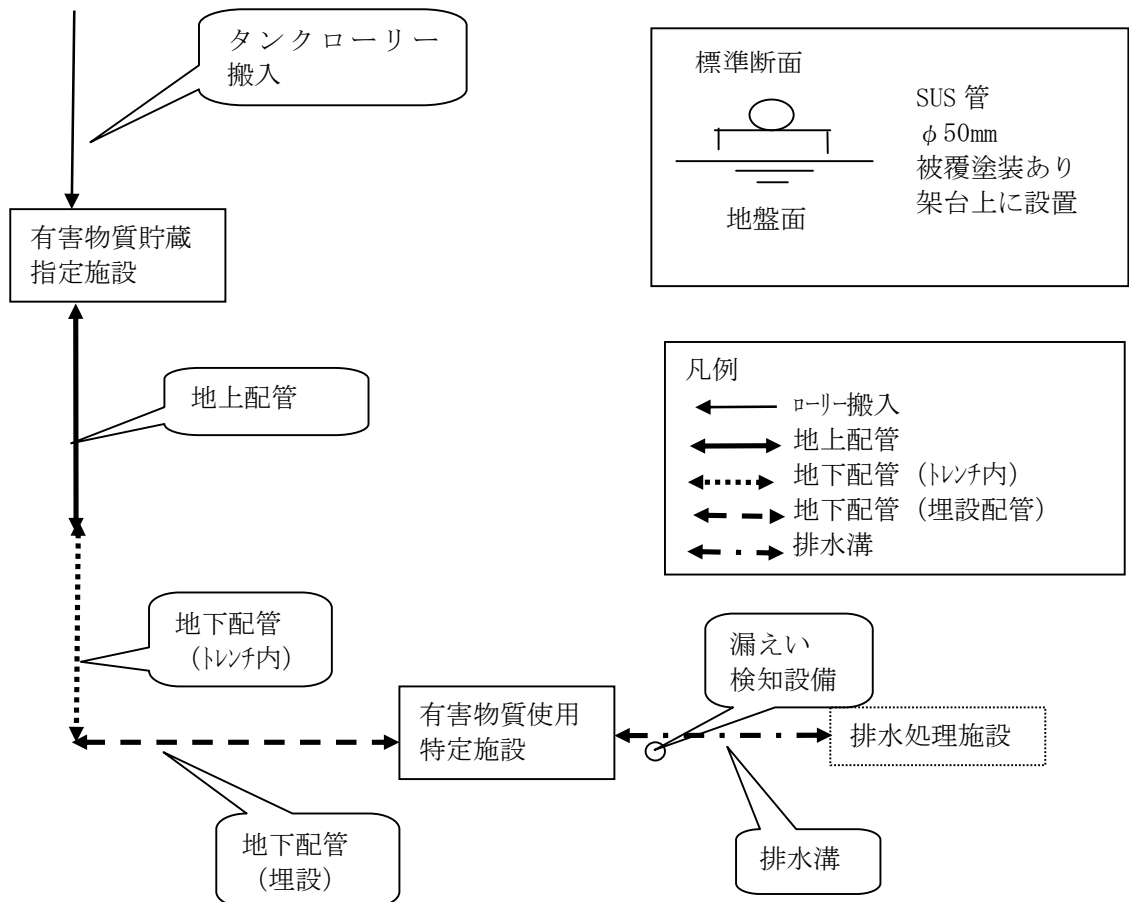 タンクローリー
搬入
標準断面
SUS 管
φ50mm
被覆塗装あり
架台上に設置
地盤面
有害物質貯蔵
指定施設
地上配管
凡例
ﾛｰﾘｰ搬入
地上配管
地下配管（ﾄﾚﾝﾁ内）
地下配管（埋設配管）
排水溝
地下配管
（ﾄﾚﾝﾁ内）
漏えい
検知設備
有害物質使用
特定施設
排水処理施設
地下配管
（埋設）
排水溝